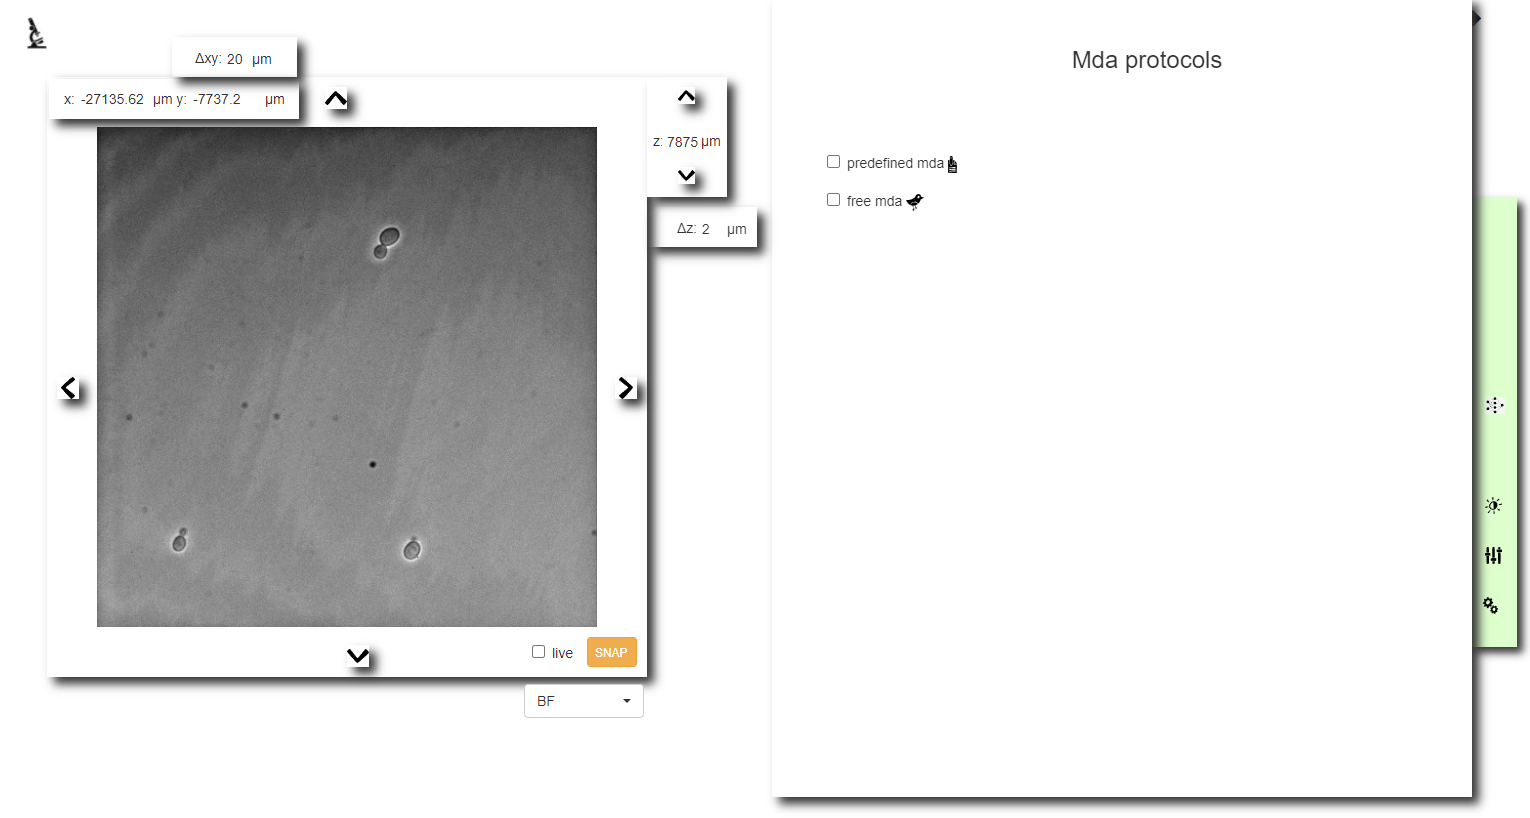 Δxy: 20 μm
x: -27135.62 μm y: -7737.2 μm
z: 7875 μm
Δz: 2 μm
live SNAP
BF
Mda protocols
predefined mda
free mda